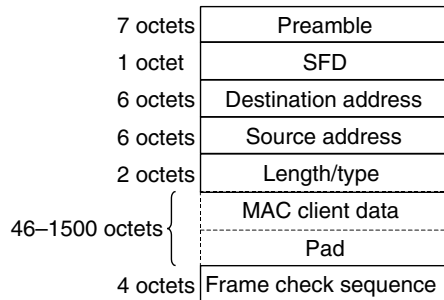 7 octets Preamble
1 octet SFD
6 octets Destination address
6 octets Source address
2 octets Length/type
MAC client data
46–1500 octets
Pad
4 octets Frame check sequence